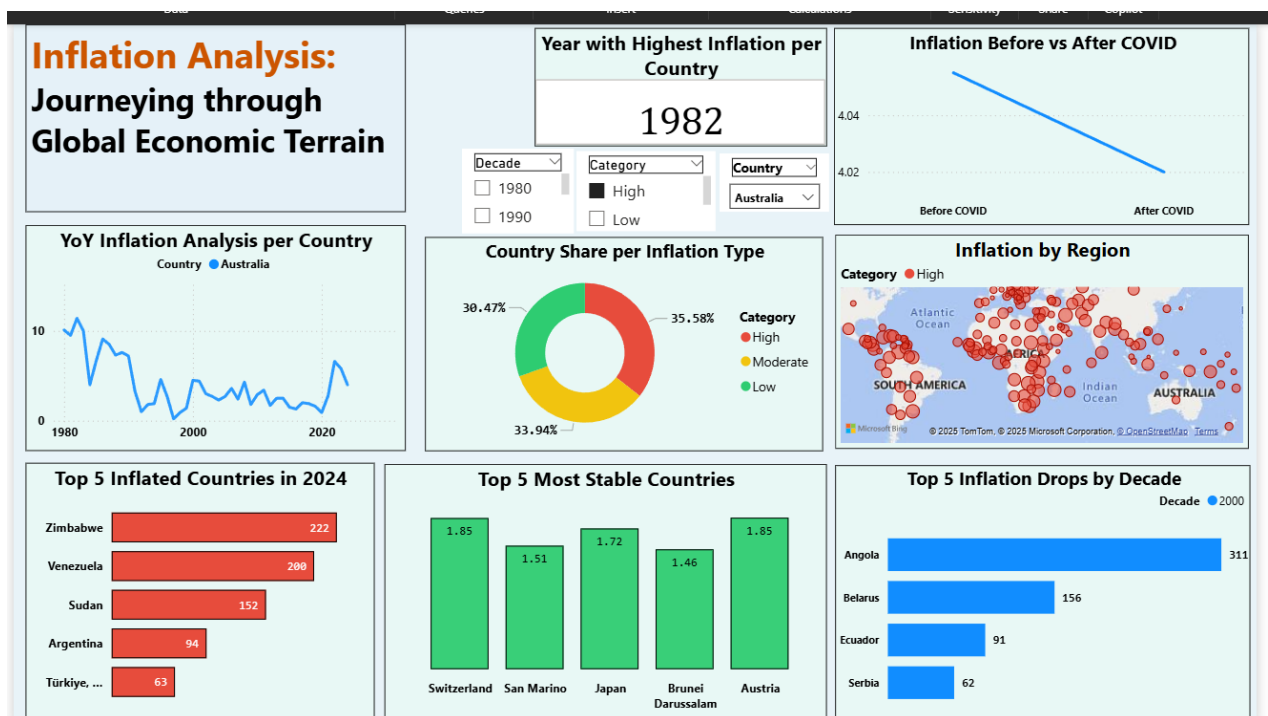 Data Queries Insert Calculations Sensitivity Share Copilot
Inflation Analysis:
Journeying through
Global Economic Terrain
Year with Highest Inflation per
Country
1982
Decade
1980
1990
Category
High
Low
Country
Australia
Inflation Before vs After COVID
4.04
4.02
Before COVID After COVID
YoY Inflation Analysis per Country
Country Australia
10
0
1980 2000 2020
Country Share per Inflation Type
30.47%
35.58%
33.94%
Category
High
Moderate
Low
Inflation by Region
Category High
Atlantic
Ocean
AFRICA
SOUTH AMERICA
Indian
Ocean
AUSTRALIA
Microsoft Bing
© 2025 TomTom, © 2025 Microsoft Corporation, © OpenStreetMap Terms
Top 5 Inflated Countries in 2024
Zimbabwe 222
Venezuela 200
Sudan 152
Argentina 94
Türkiye, ... 63
Top 5 Most Stable Countries
1.85 1.51 1.72 1.46 1.85
Switzerland San Marino Japan Brunei Austria
Darussalam
Top 5 Inflation Drops by Decade
Decade 2000
Angola 311
Belarus 156
Ecuador 91
Serbia 62